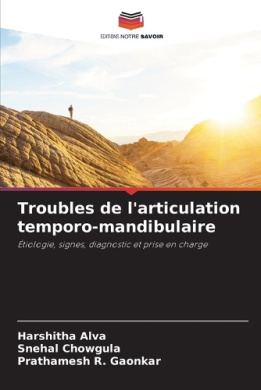 EDITIONS NOTRE SAVOIR
Troubles de l'articulation
temporo-mandibulaire
Étiologie, signes, diagnostic et prise en charge
Harshitha Alva
Snehal Chowgula
Prathamesh R. Gaonkar